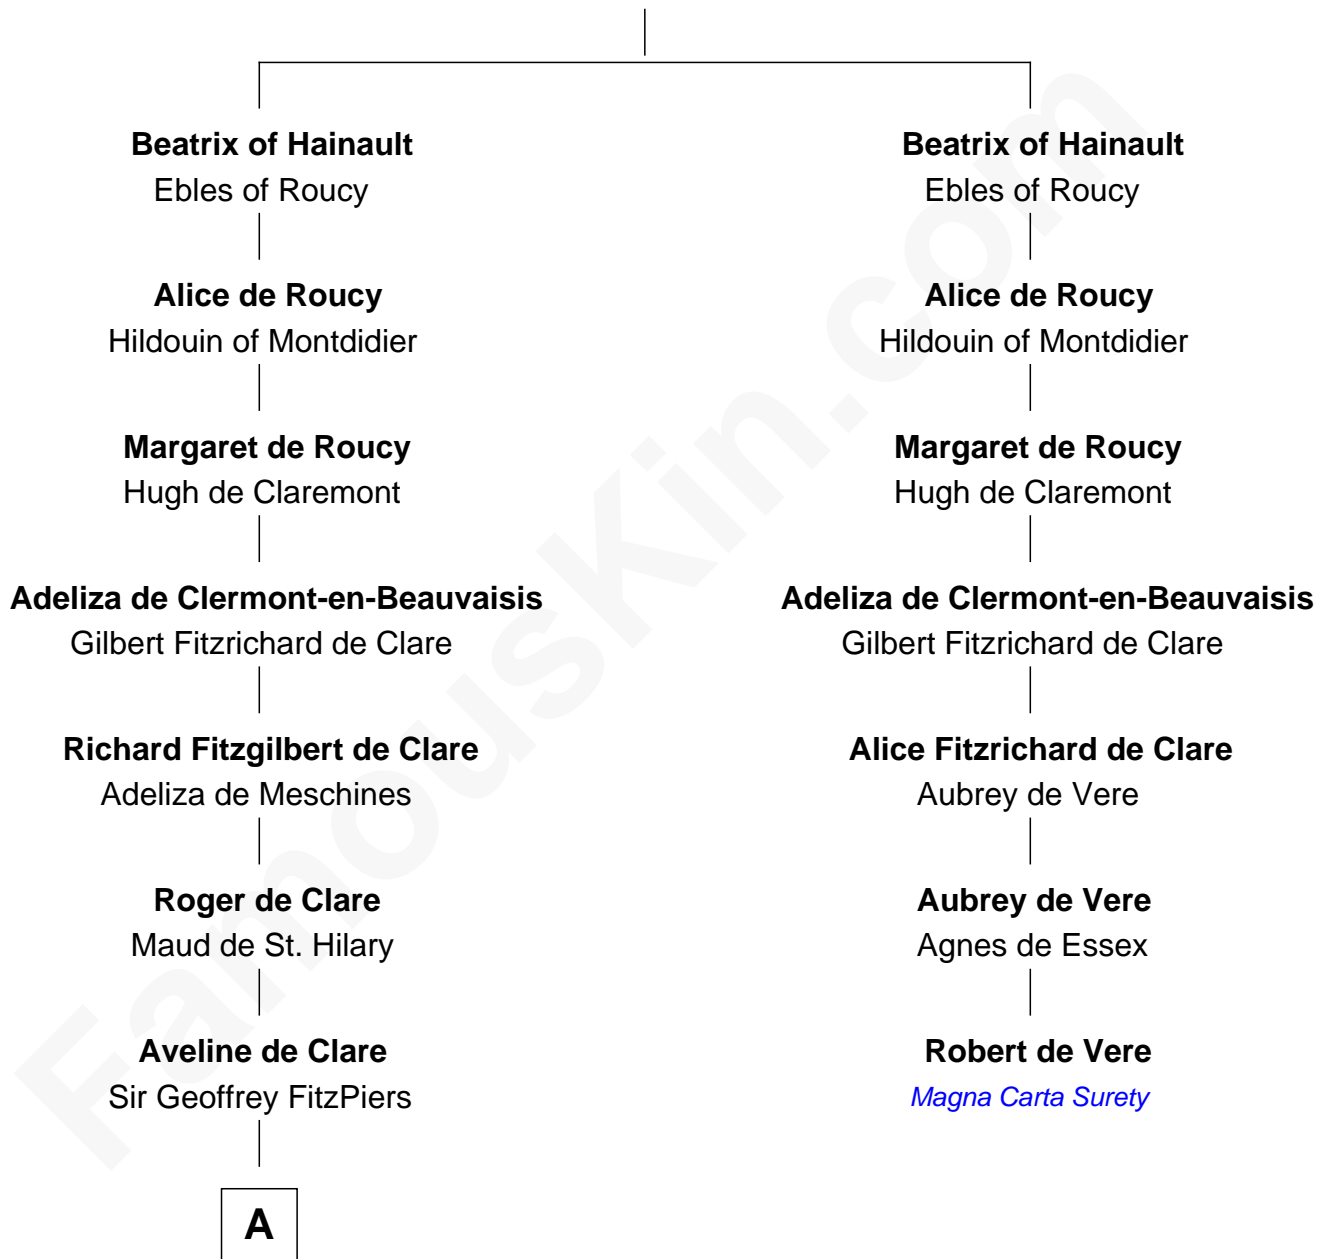 Beatrix of Hainault
Ebles of Roucy
Alice de Roucy
Hildouin of Montdidier
Margaret de Roucy
Hugh de Claremont
Adeliza de Clermont-en-Beauvaisis
Gilbert Fitzrichard de Clare
Richard Fitzgilbert de Clare
Adeliza de Meschines
Roger de Clare
Maud de St. Hilary
Aveline de Clare
Sir Geoffrey FitzPiers
A
Beatrix of Hainault
Ebles of Roucy
Alice de Roucy
Hildouin of Montdidier
Margaret de Roucy
Hugh de Claremont
Adeliza de Clermont-en-Beauvaisis
Gilbert Fitzrichard de Clare
Alice Fitzrichard de Clare
Aubrey de Vere
Aubrey de Vere
Agnes de Essex
Robert de Vere
Magna Carta Surety
FamousKin.com